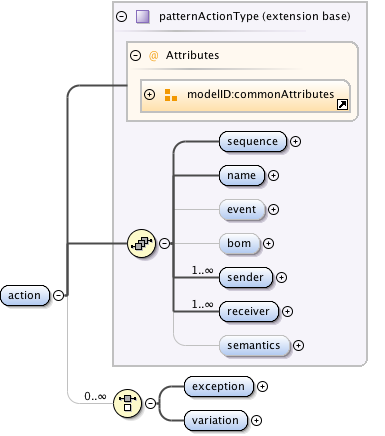 patternActionType (extension base)
@ Attributes
modelID:commonAttributes
sequence
name
event
bom
1..∞
sender
1..∞
receiver
semantics
action
0..∞
exception
variation